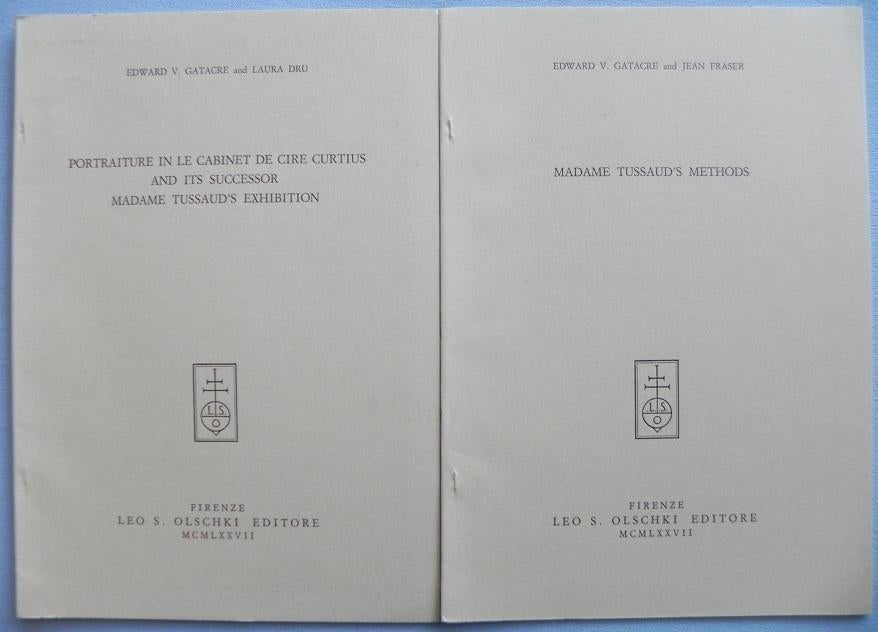 EDWARD V. GATACRE and LAURA DRU
PORTRAITURE IN LE CABINET DE CIRE CURTIUS
AND ITS SUCCESSOR
MADAME TUSSAUD'S EXHIBITION
L S
O
FIRENZE
LEO S. OLSCHKI EDITORE
MCMLXXVII
EDWARD V. GATACRE and JEAN FRASER
MADAME TUSSAUD'S METHODS
L S
O
FIRENZE
LEO S. OLSCHKI EDITORE
MCMLXXVII